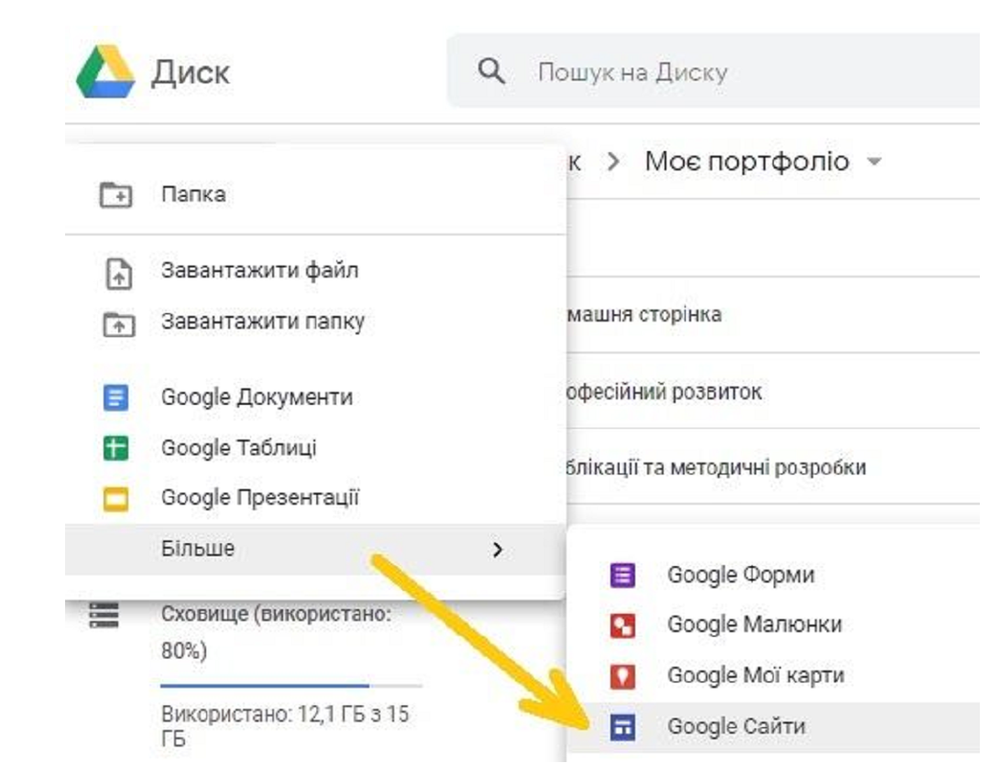 Диск
Пошук на Диску
к > Моє портфоліо
Папка
Завантажити файл
машня сторінка
Завантажити папку
офесійний розвиток
Google Документи
Google Таблиці
блікації та методичні розробки
Google Презентації
Більше
Google Форми
Сховище (використано:
80%)
Google Малюнки
Google Мої карти
Використано: 12,1 ГБ з 15
ГБ
Google Сайти